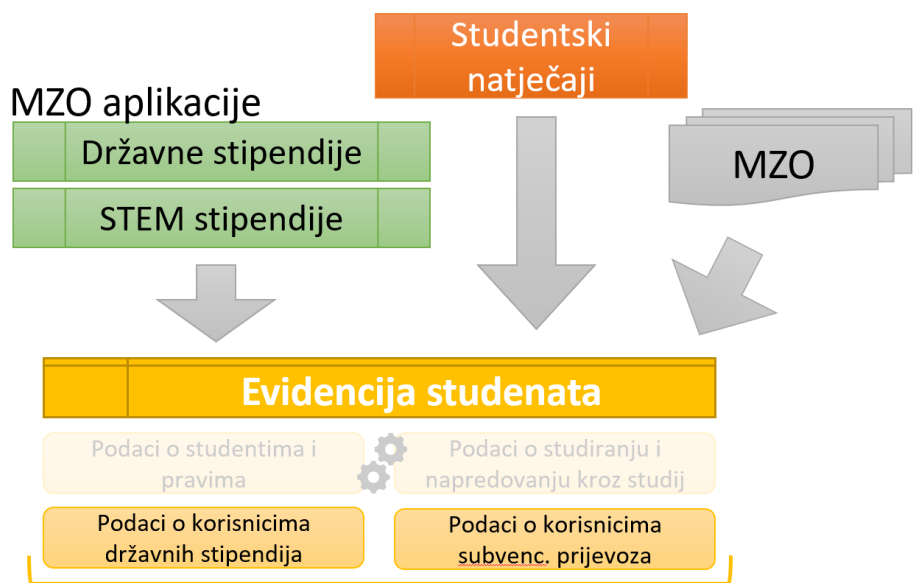 Studentski
natječaji
MZO aplikacije
Državne stipendije
STEM stipendije
MZO
Evidencija studenata
Podaci o studentima i
pravima
Podaci o studiranju i
napredovanju kroz studij
Podaci o korisnicima
državnih stipendija
Podaci o korisnicima
subvenc. prijevoza